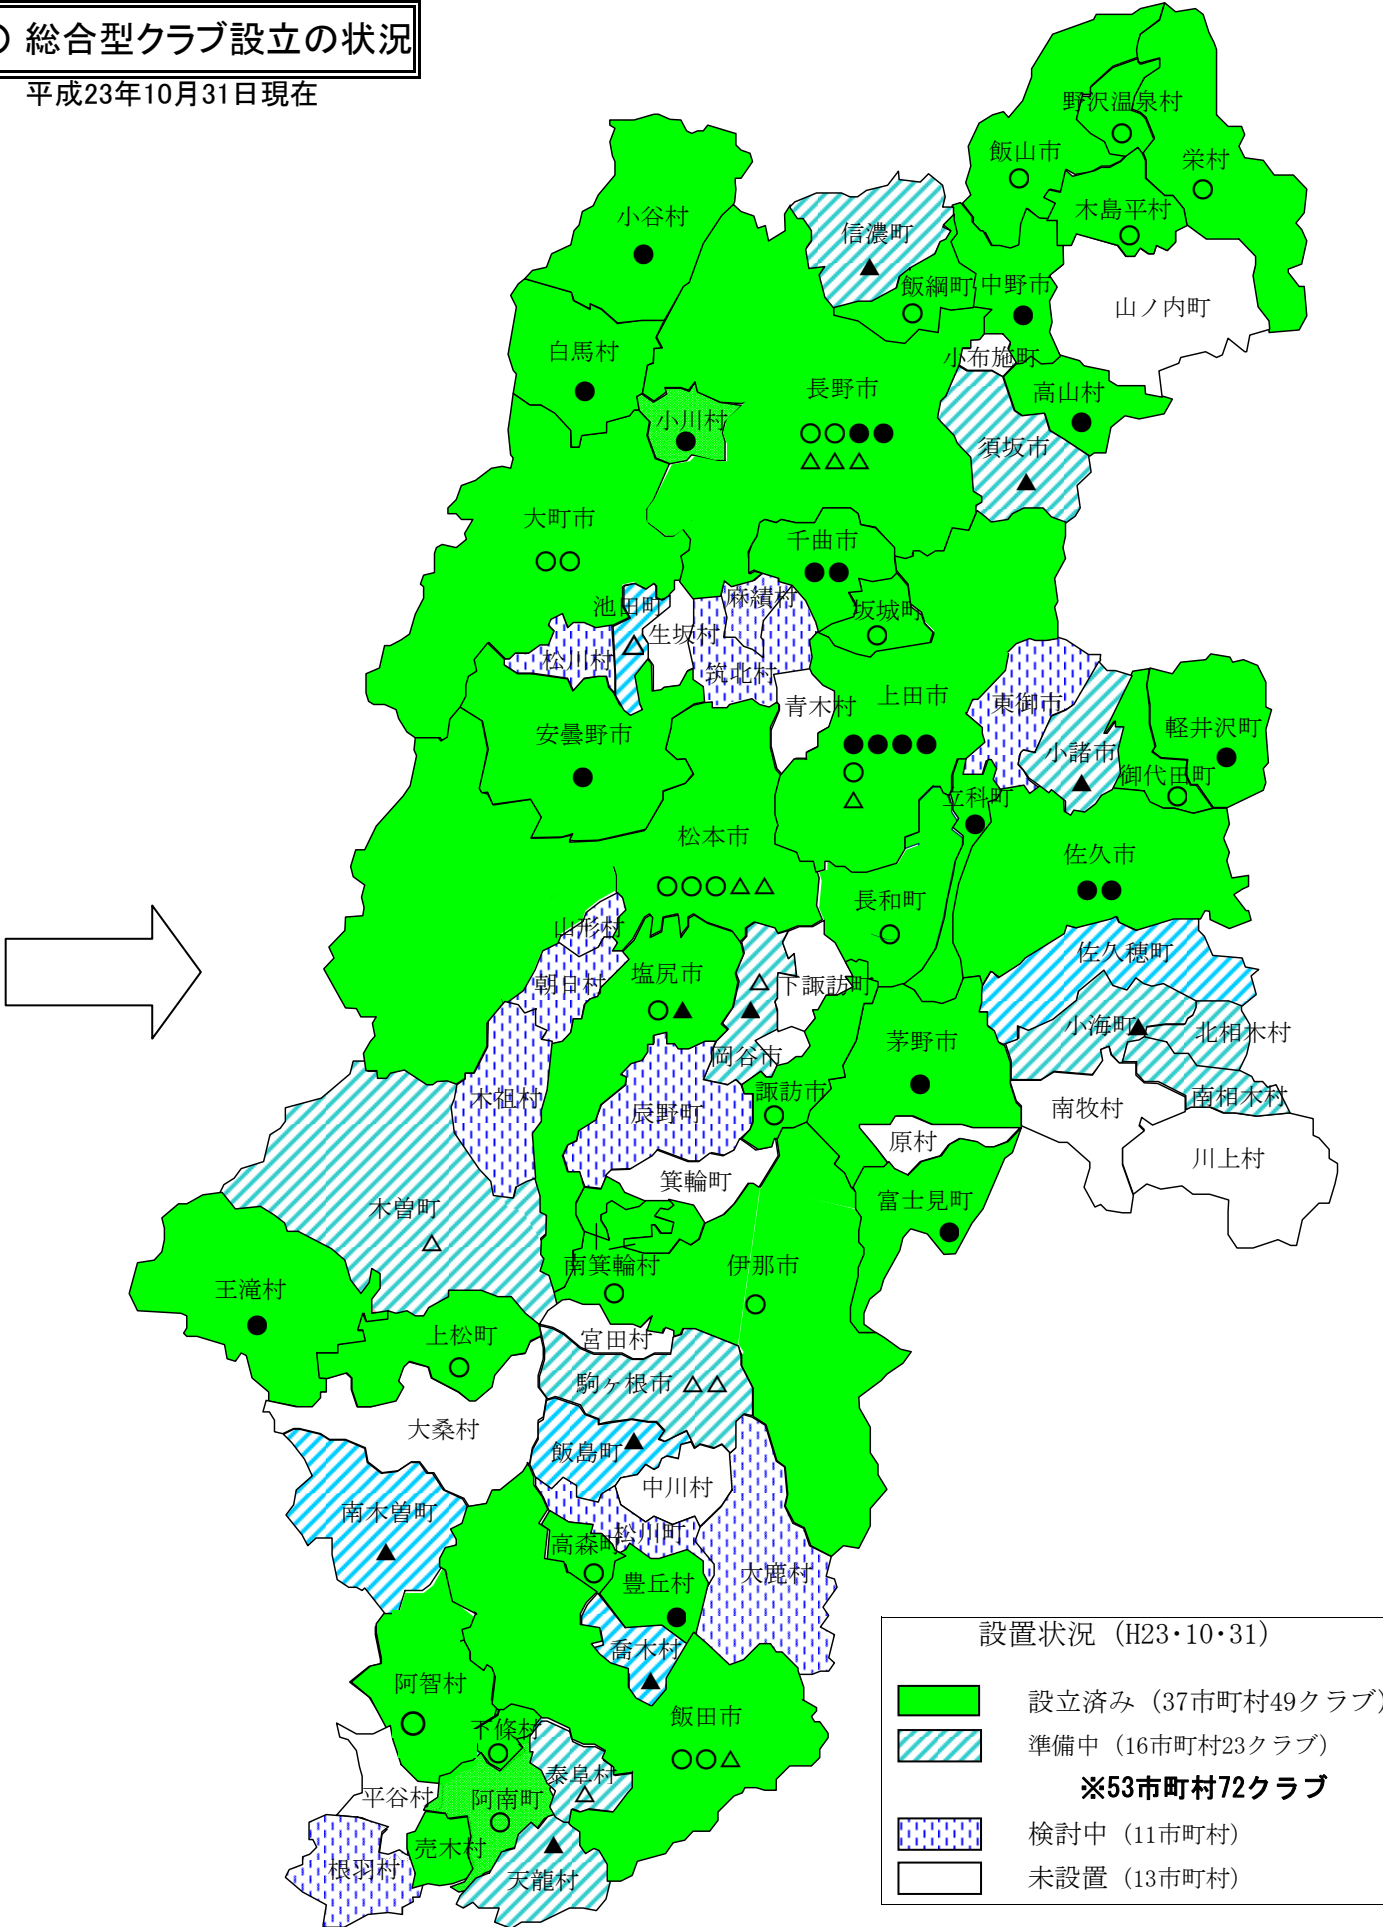 総合型クラブ設立の状況
平成23年10月31日現在
野沢温泉村
飯山市
栄村
木島平村
小谷村
信濃町
飯綱町
中野市
山ノ内町
白馬村
小布施町
長野市
高山村
小川村
須坂市
大町市
千曲市
池田町
麻績村
坂城町
生坂村
松川村
筑北村
青木村
上田市
東御市
安曇野市
軽井沢町
小諸市
御代田町
立科町
松本市
佐久市
長和町
山形村
佐久穂町
朝日村
塩尻市
下諏訪町
小海町
北相木村
茅野市
岡谷市
諏訪市
南相木村
木祖村
辰野町
南牧村
原村
川上村
箕輪町
木曽町
富士見町
南箕輪村
伊那市
王滝村
上松町
宮田村
駒ヶ根市
大桑村
飯島町
中川村
南木曽町
高森町
松川町
大鹿村
豊丘村
喬木村
阿智村
飯田市
下條村
泰阜村
平谷村
阿南町
売木村
根羽村
天龍村
設置状況（H23・10・31）
設立済み（37市町村49クラブ）
準備中（16市町村23クラブ）
※53市町村72クラブ
検討中（11市町村）
未設置（13市町村）